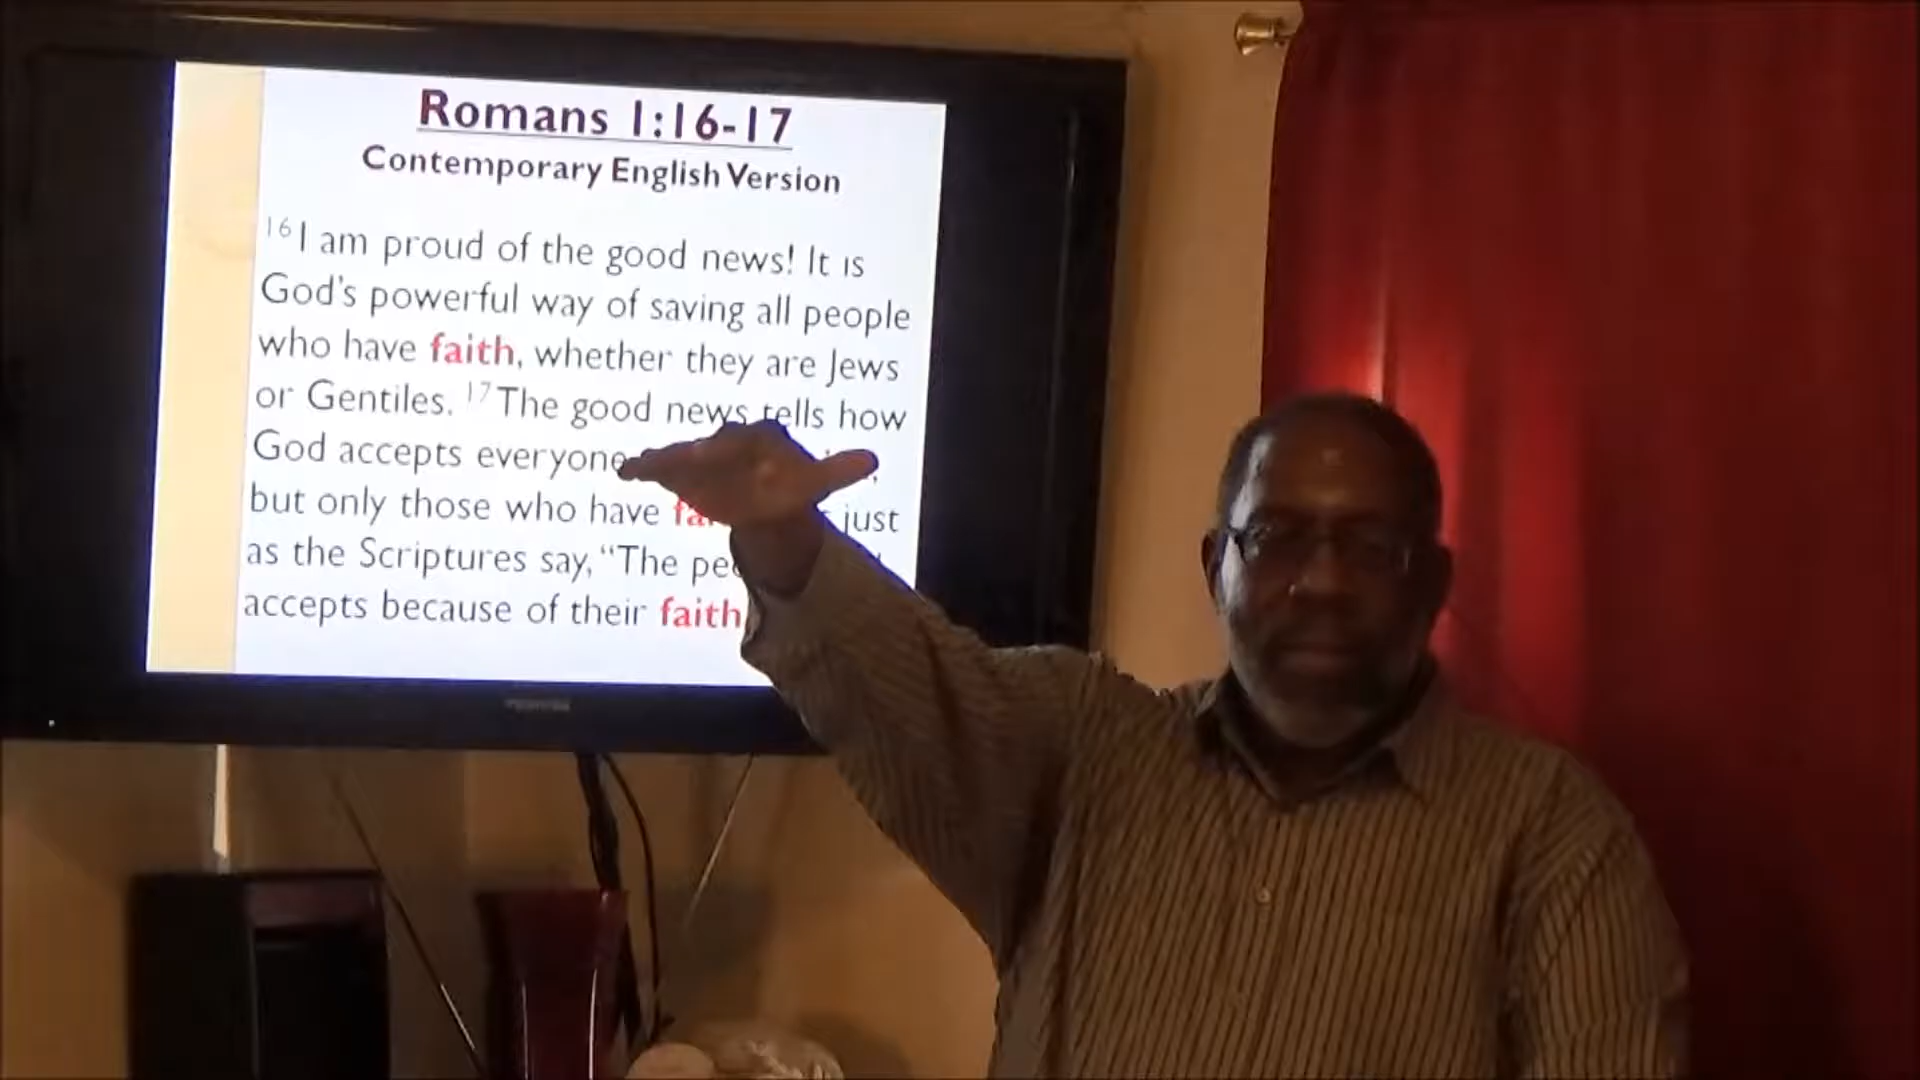 Romans 1:16-17
Contemporary English Version
16 I am proud of the good news! It is
God's powerful way of saving all people
who have faith, whether they are Jews
or Gentiles. 17 The good news tells how
God accepts everyone
but only those who have just
as the Scriptures say, “The
accepts because of their faith
TOSHIBA